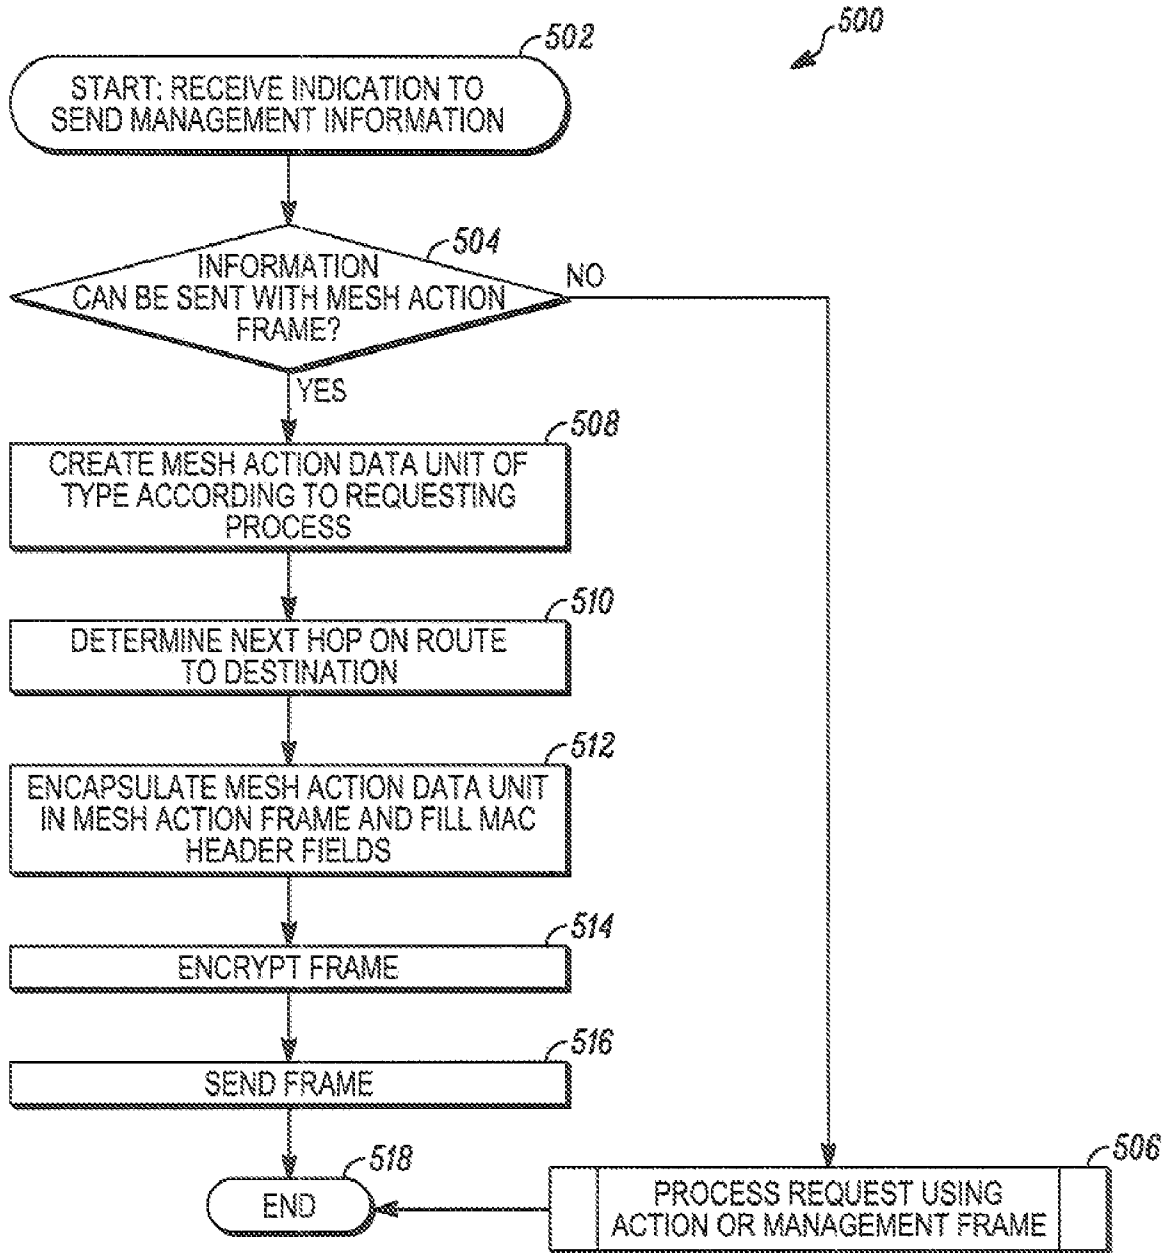 500
502
START: RECEIVE INDICATION TO
SEND MANAGEMENT INFORMATION
504
INFORMATION
CAN BE SENT WITH MESH ACTION
FRAME?
NO
YES
508
CREATE MESH ACTION DATA UNIT OF
TYPE ACCORDING TO REQUESTING
PROCESS
510
DETERMINE NEXT HOP ON ROUTE
TO DESTINATION
512
ENCAPSULATE MESH ACTION DATA UNIT
IN MESH ACTION FRAME AND FILL MAC
HEADER FIELDS
514
ENCRYPT FRAME
516
SEND FRAME
518
END
506
PROCESS REQUEST USING
ACTION OR MANAGEMENT FRAME